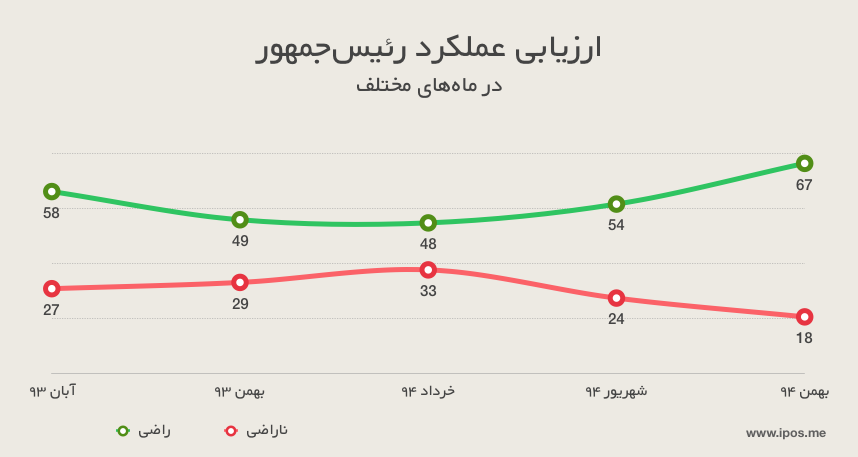 ارزیابی عملکرد رئیس‌جمهور
در ماه‌های مختلف
58
49
48
54
67
27
29
33
24
18
آبان ۹۳
بهمن ۹۳
خرداد ۹۴
شهریور ۹۴
بهمن ۹۴
راضی
ناراضی
www.ipos.me